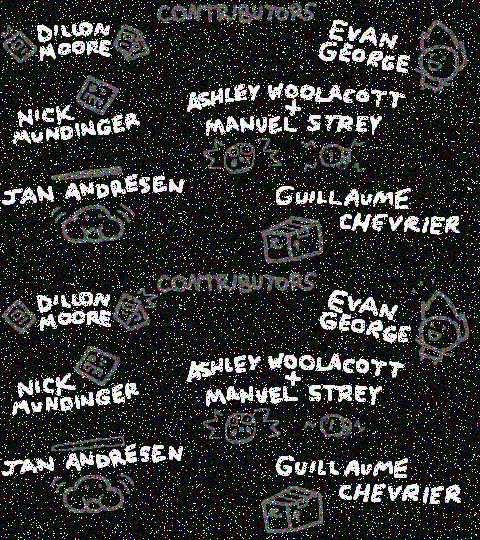 CONTRIBUTORS
DILLON
MOORE
EVAN
GEORGE
NICK
MUNDINGER
ASHLEY WOOLACOTT
+
MANUEL STREY
JAN ANDRESEN
GUILLAUME
CHEVRIER
CONTRIBUTORS
DILLON
MOORE
EVAN
GEORGE
NICK
MUNDINGER
ASHLEY WOOLACOTT
+
MANUEL STREY
JAN ANDRESEN
GUILLAUME
CHEVRIER